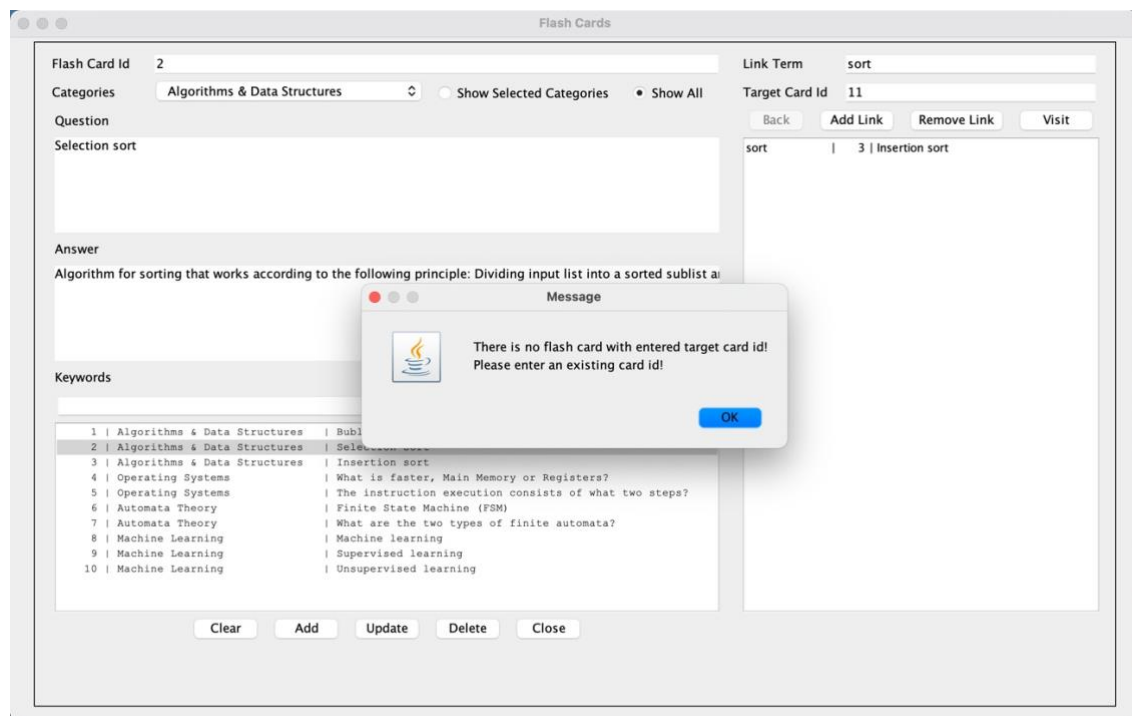 Flash Cards
Flash Card Id 2
Link Term sort
Categories Algorithms & Data Structures Show Selected Categories Show All
Target Card Id 11
Question
Back Add Link Remove Link Visit
Selection sort
sort | 3 | Insertion sort
Answer
Algorithm for sorting that works according to the following principle: Dividing input list into a sorted sublist
Message
There is no flash card with entered target card id!
Please enter an existing card id!
OK
Keywords
1 | Algorithms & Data Structures | Bubl
2 | Algorithms & Data Structures | Selection sort
3 | Algorithms & Data Structures | Insertion sort
4 | Operating Systems | What is faster, Main Memory or Registers?
5 | Operating Systems | The instruction execution consists of what two steps?
6 | Automata Theory | Finite State Machine (FSM)
7 | Automata Theory | What are the two types of finite automata?
8 | Machine Learning | Machine learning
9 | Machine Learning | Supervised learning
10 | Machine Learning | Unsupervised learning
Clear Add Update Delete Close